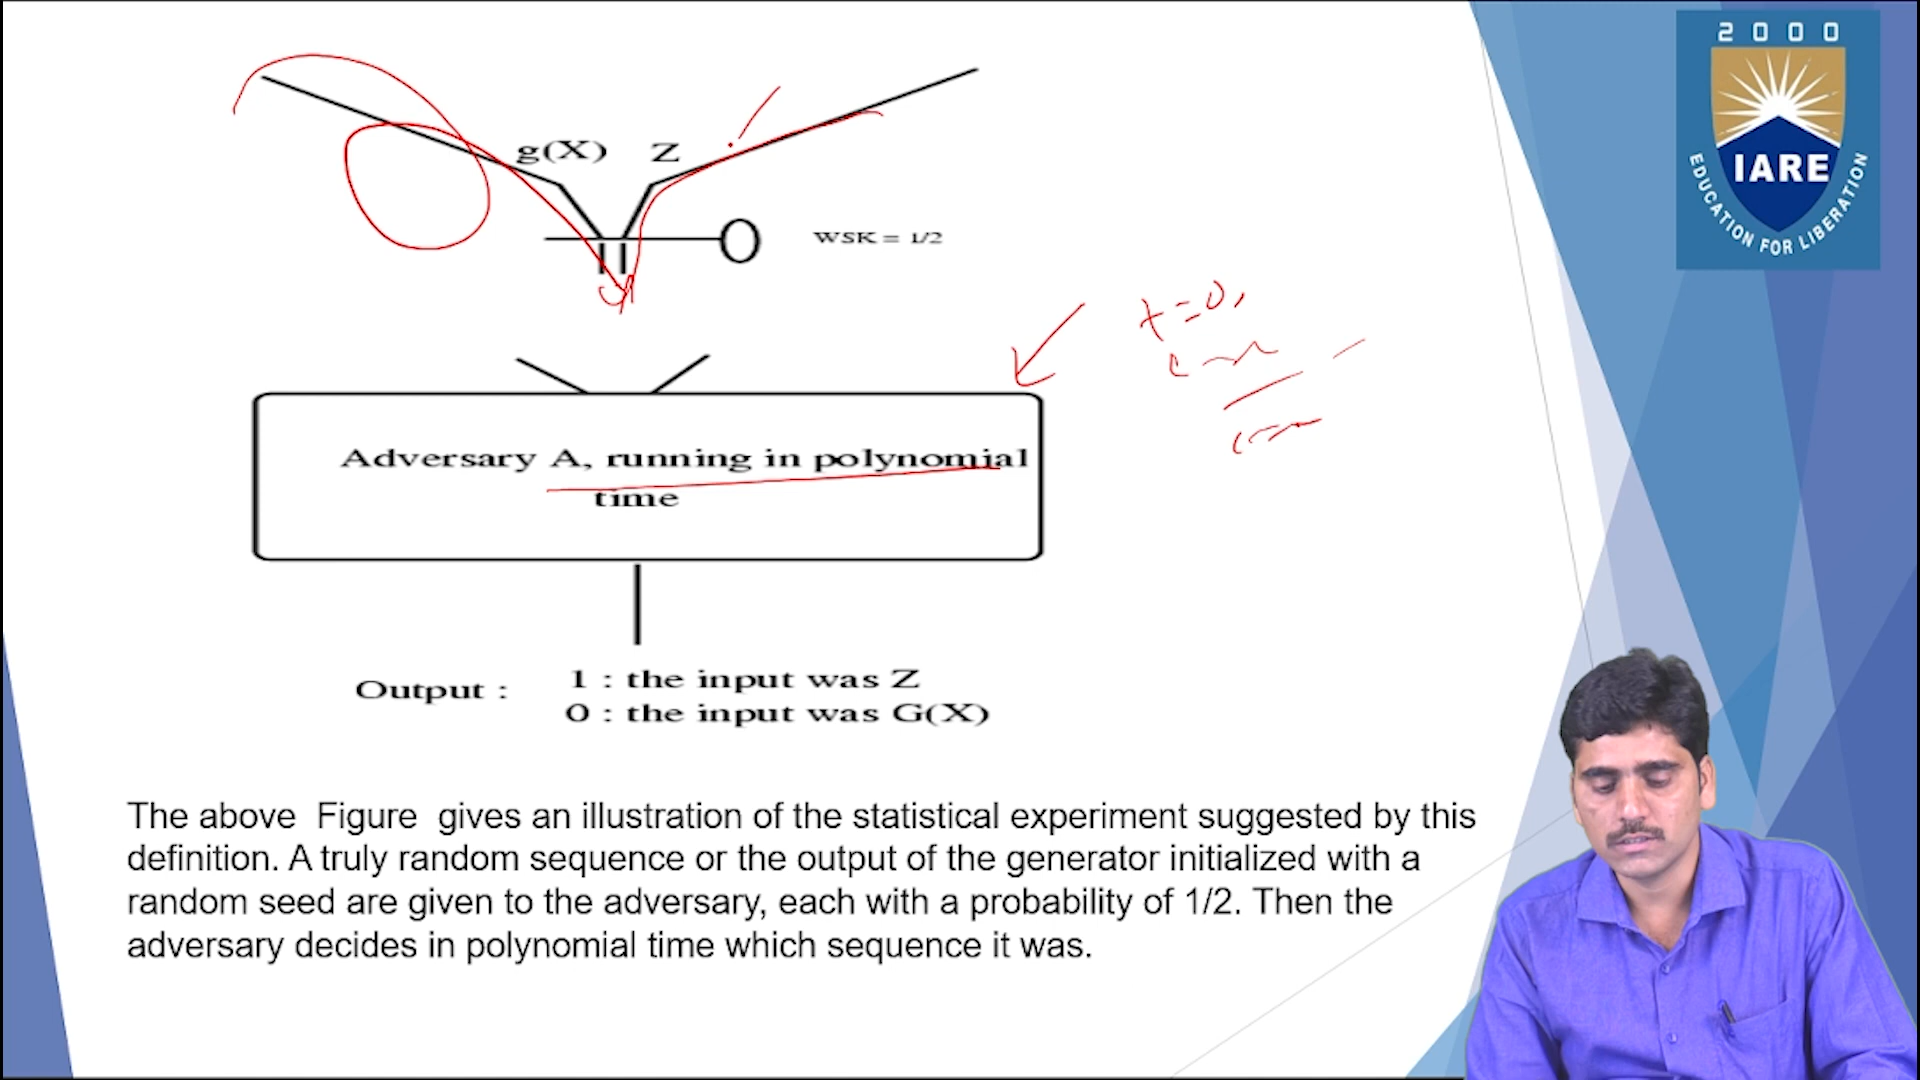 2000
IARE
EDUCATION FOR LIBERATION
g(X) Z
WSK = 1/2
t=0,
Adversary A, running in polynomial
time
Output :
1 : the input was Z
0 : the input was G(X)
The above Figure gives an illustration of the statistical experiment suggested by this
definition. A truly random sequence or the output of the generator initialized with a
random seed are given to the adversary, each with a probability of 1/2. Then the
adversary decides in polynomial time which sequence it was.